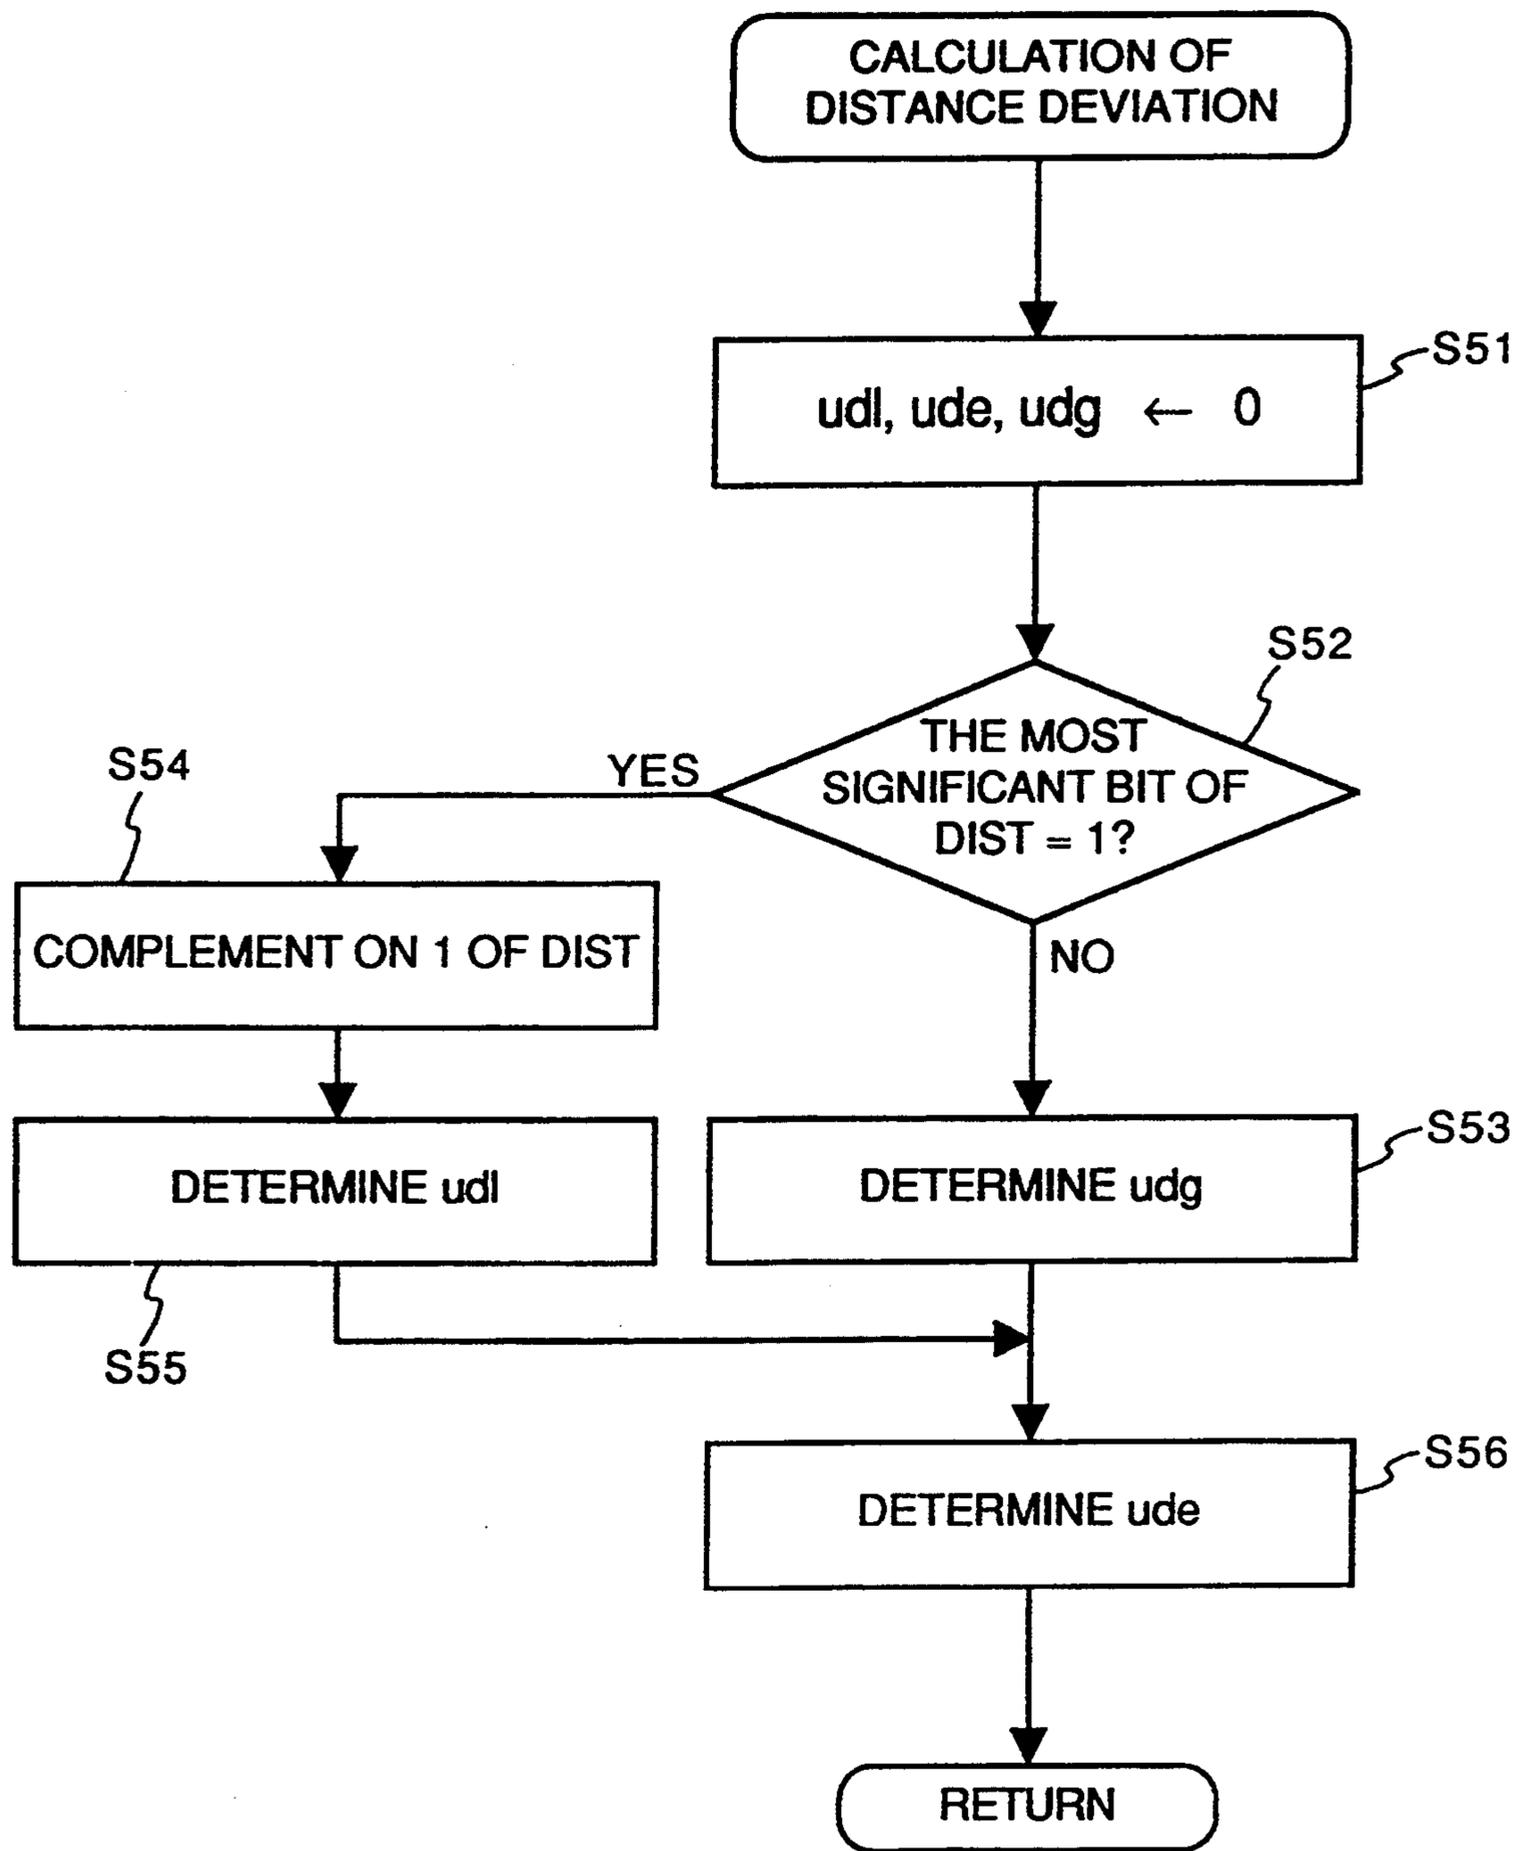 CALCULATION OF
DISTANCE DEVIATION
S51
udl, ude, udg ← 0
S52
THE MOST
SIGNIFICANT BIT OF
DIST = 1?
YES
NO
S54
COMPLEMENT ON 1 OF DIST
DETERMINE udl
S55
S53
DETERMINE udg
S56
DETERMINE ude
RETURN